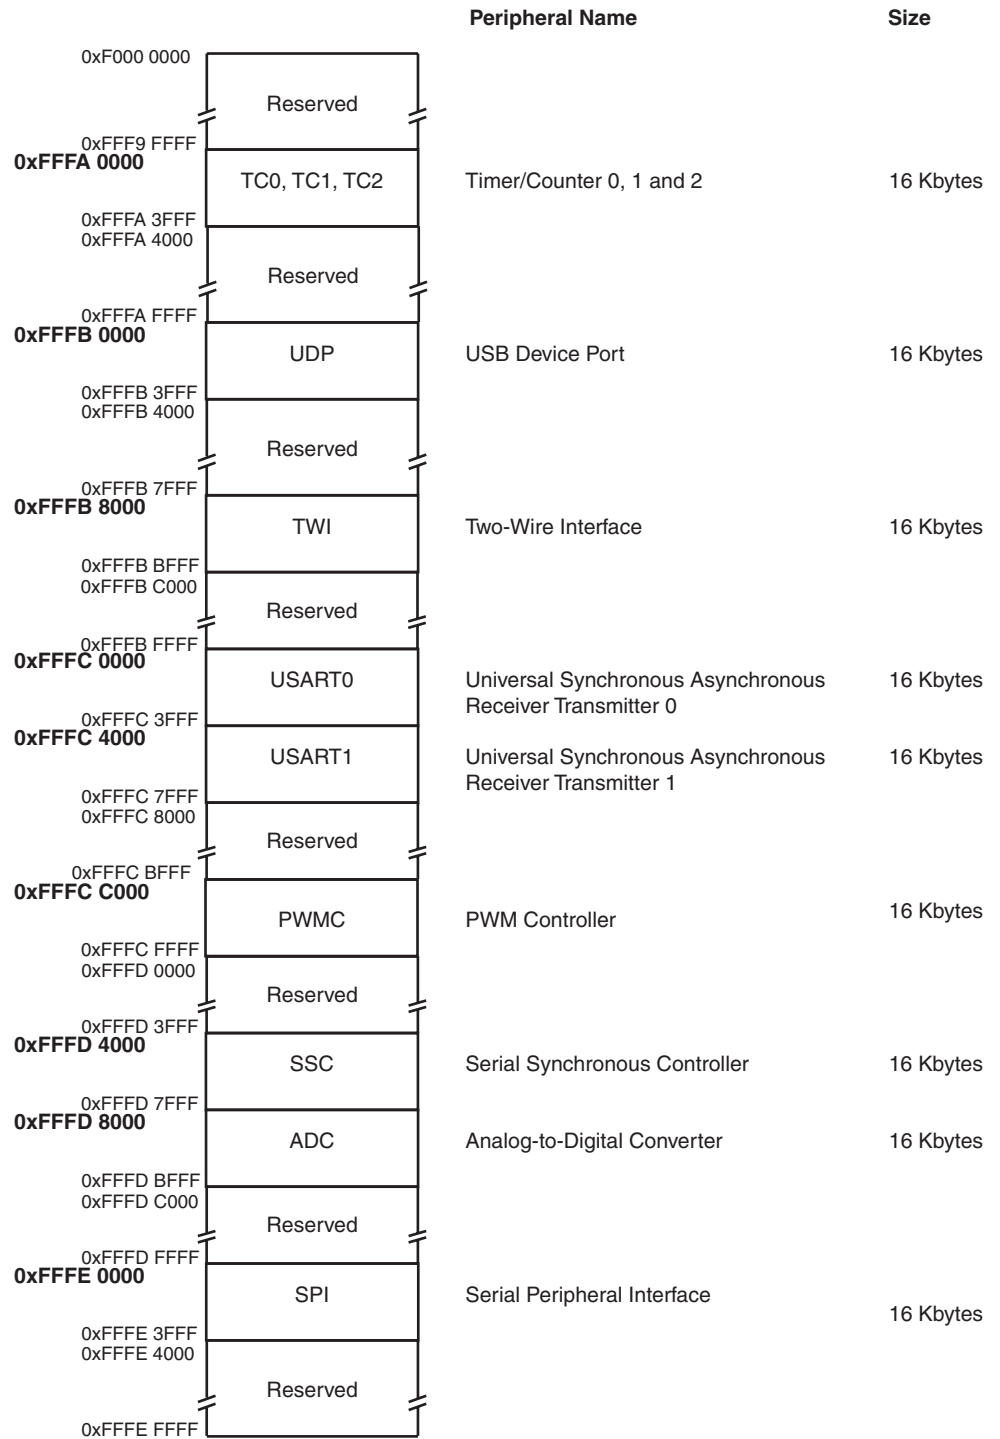 Peripheral Name Size
0xF000 0000
Reserved
0xFFF9 FFFF
0xFFFA 0000
TC0, TC1, TC2 Timer/Counter 0, 1 and 2 16 Kbytes
0xFFFA 3FFF
0xFFFA 4000
Reserved
0xFFFA FFFF
0xFFFB 0000
UDP USB Device Port 16 Kbytes
0xFFFB 3FFF
0xFFFB 4000
Reserved
0xFFFB 7FFF
0xFFFB 8000
TWI Two-Wire Interface 16 Kbytes
0xFFFB BFFF
0xFFFB C000
Reserved
0xFFFB FFFF
0xFFFC 0000
USART0 Universal Synchronous Asynchronous 16 Kbytes
Receiver Transmitter 0
0xFFFC 3FFF
0xFFFC 4000
USART1 Universal Synchronous Asynchronous 16 Kbytes
Receiver Transmitter 1
0xFFFC 7FFF
0xFFFC 8000
Reserved
0xFFFC BFFF
0xFFFC C000
PWMC PWM Controller 16 Kbytes
0xFFFC FFFF
0xFFFD 0000
Reserved
0xFFFD 3FFF
0xFFFD 4000
SSC Serial Synchronous Controller 16 Kbytes
0xFFFD 7FFF
0xFFFD 8000
ADC Analog-to-Digital Converter 16 Kbytes
0xFFFD BFFF
0xFFFD C000
Reserved
0xFFFD FFFF
0xFFFE 0000
SPI Serial Peripheral Interface
16 Kbytes
0xFFFE 3FFF
0xFFFE 4000
Reserved
0xFFFE FFFF